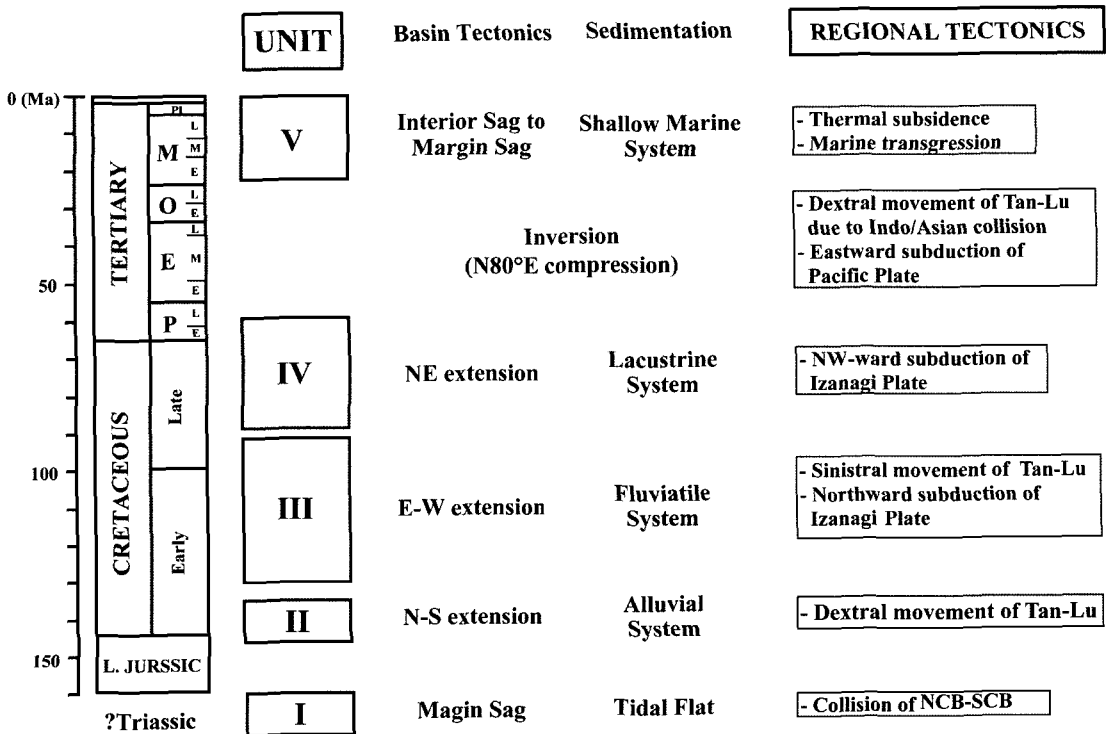 UNIT
Basin Tectonics
Sedimentation
REGIONAL TECTONICS
0 (Ma)
50
100
150
TERTIARY
Pl
M
L
M
E
O
L
E
E
L
M
E
P
L
E
CRETACEOUS
Late
Early
L. JURSSIC
?Triassic
V
Interior Sag to
Margin Sag
Shallow Marine
System
- Thermal subsidence
- Marine transgression
Inversion
(N80°E compression)
- Dextral movement of Tan-Lu
due to Indo/Asian collision
- Eastward subduction of
Pacific Plate
IV
NE extension
Lacustrine
System
- NW-ward subduction of
Izanagi Plate
III
E-W extension
Fluviatile
System
- Sinistral movement of Tan-Lu
- Northward subduction of
Izanagi Plate
II
N-S extension
Alluvial
System
- Dextral movement of Tan-Lu
I
Magin Sag
Tidal Flat
- Collision of NCB-SCB